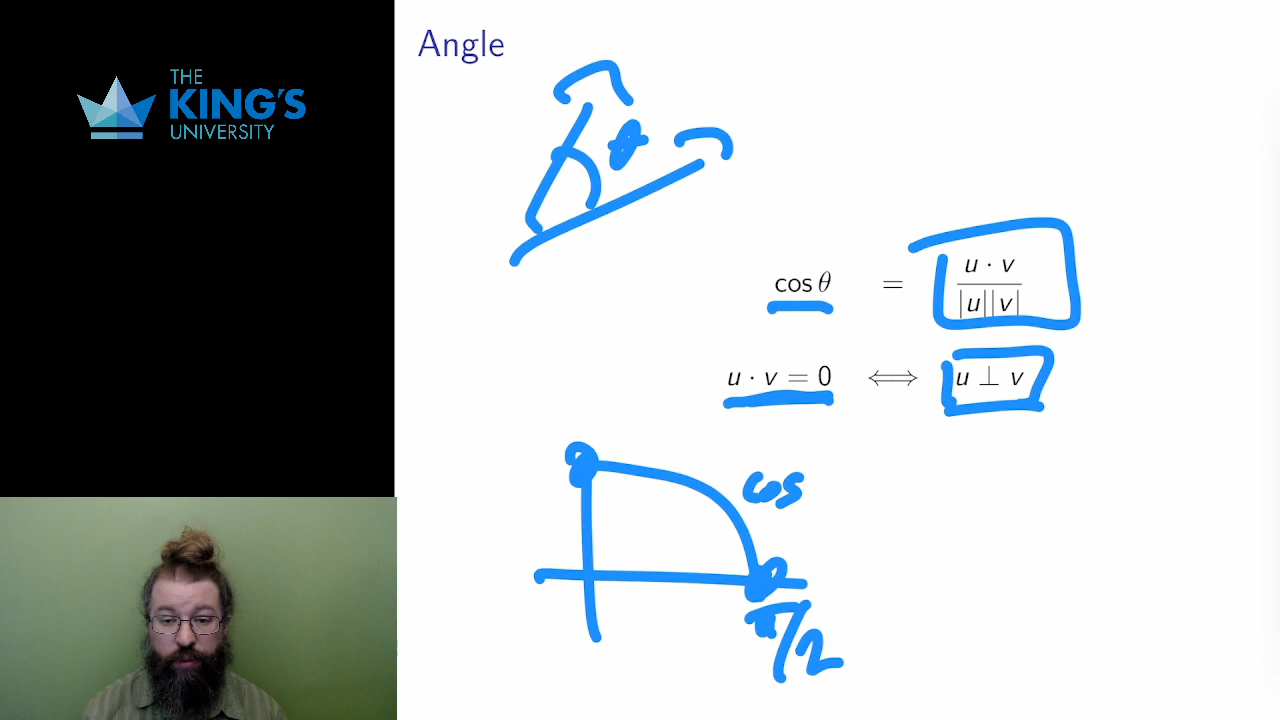 THE
KING'S
UNIVERSITY
Angle
θ
cos θ = u · v / |u||v|
u · v = 0 ⟺ u ⊥ v
cos
π/2